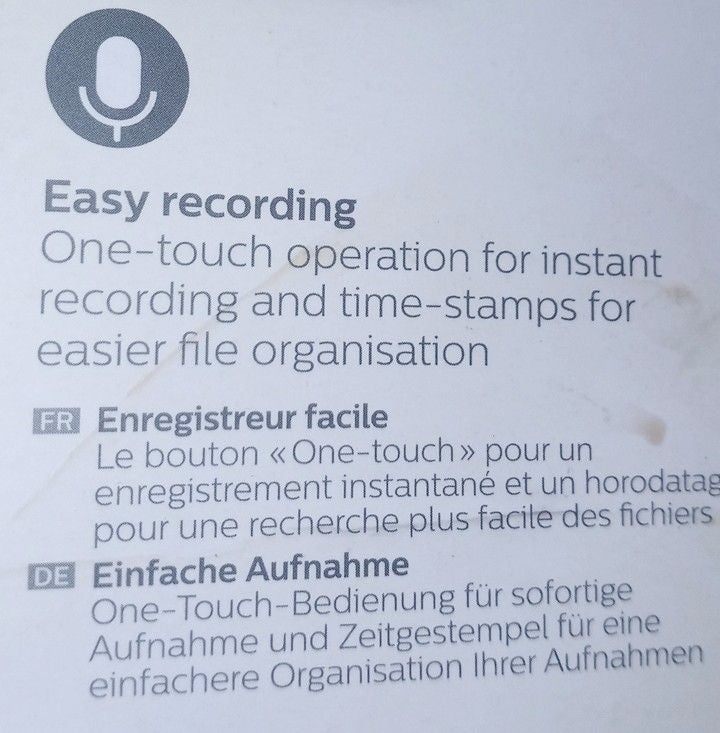 Easy recording
One-touch operation for instant
recording and time-stamps for
easier file organisation
FR Enregistreur facile
Le bouton «One-touch» pour un
enregistrement instantané et un horodatag
pour une recherche plus facile des fichiers
DE Einfache Aufnahme
One-Touch-Bedienung für sofortige
Aufnahme und Zeitgestempel für eine
einfachere Organisation Ihrer Aufnahmen